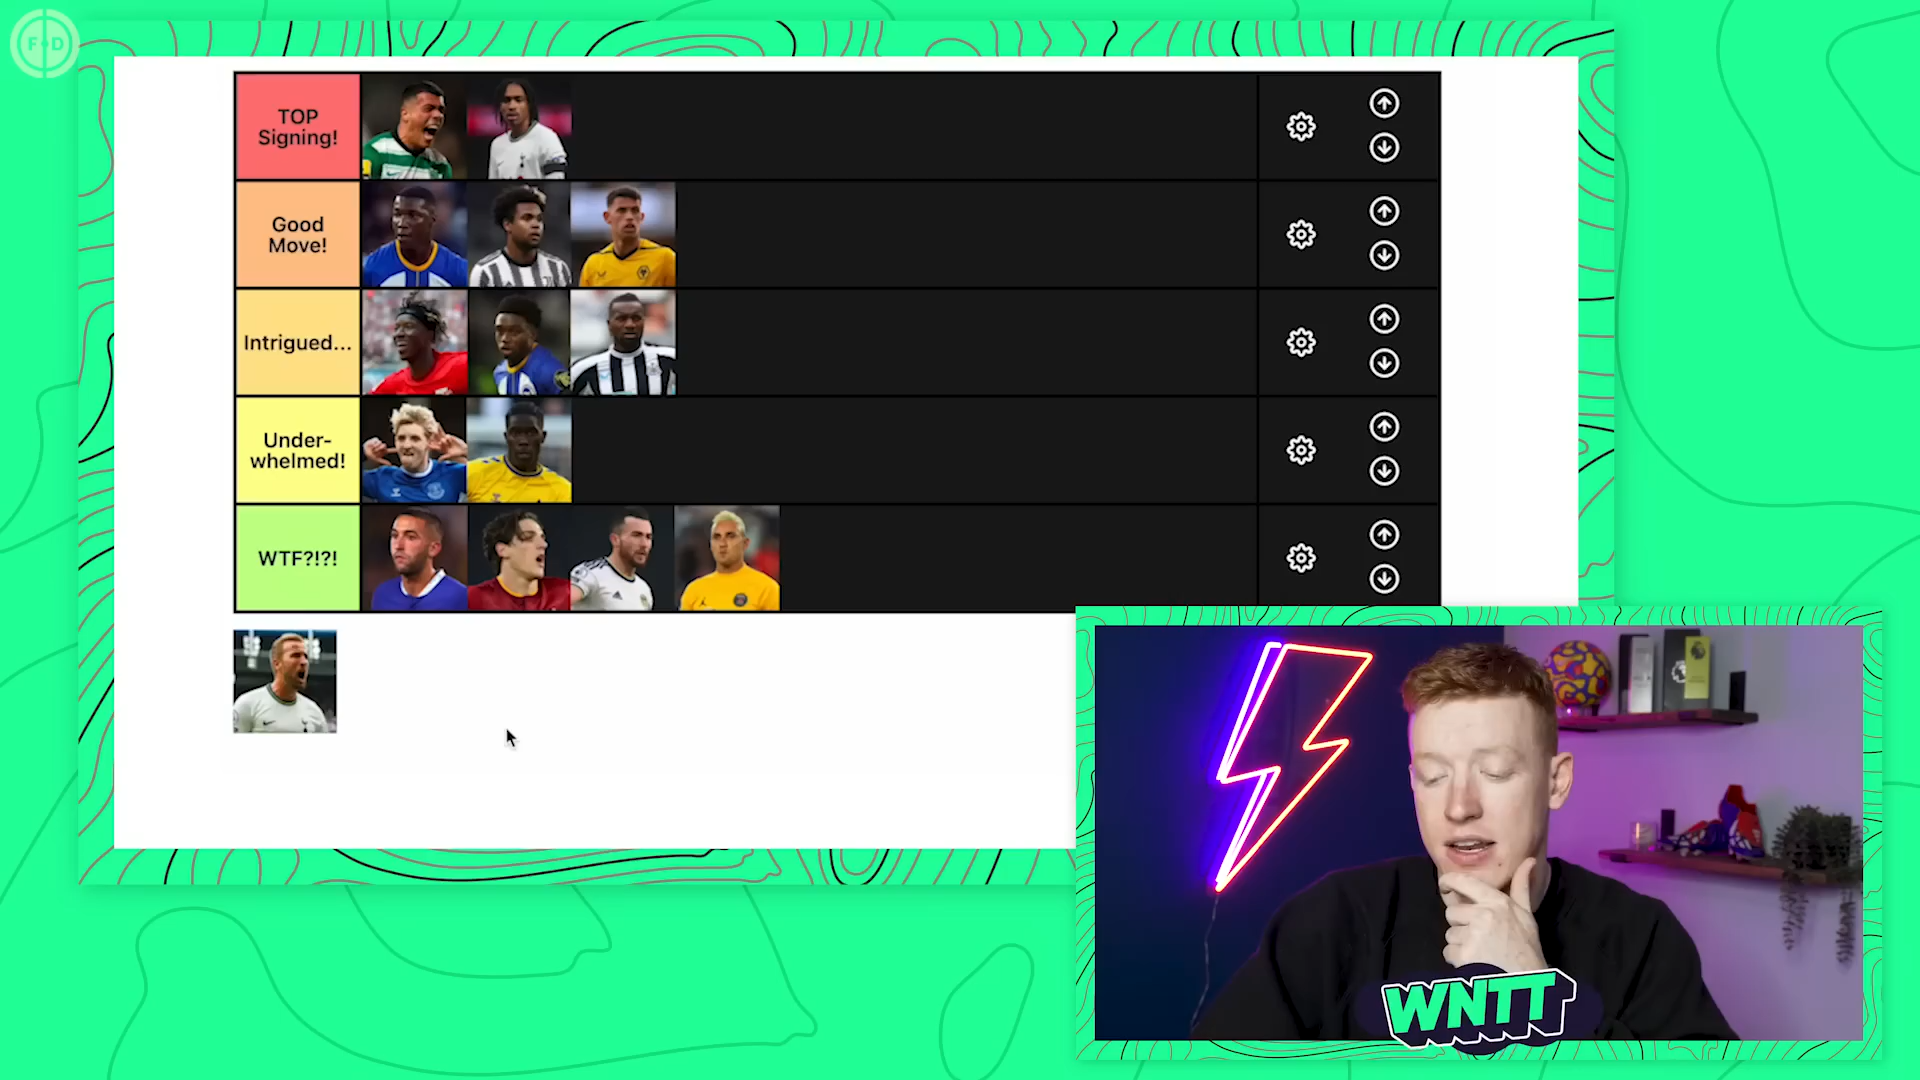 F D
TOP
Signing!
Good
Move!
Intrigued...
Under-
whelmed!
WTF?!?!
WNTT